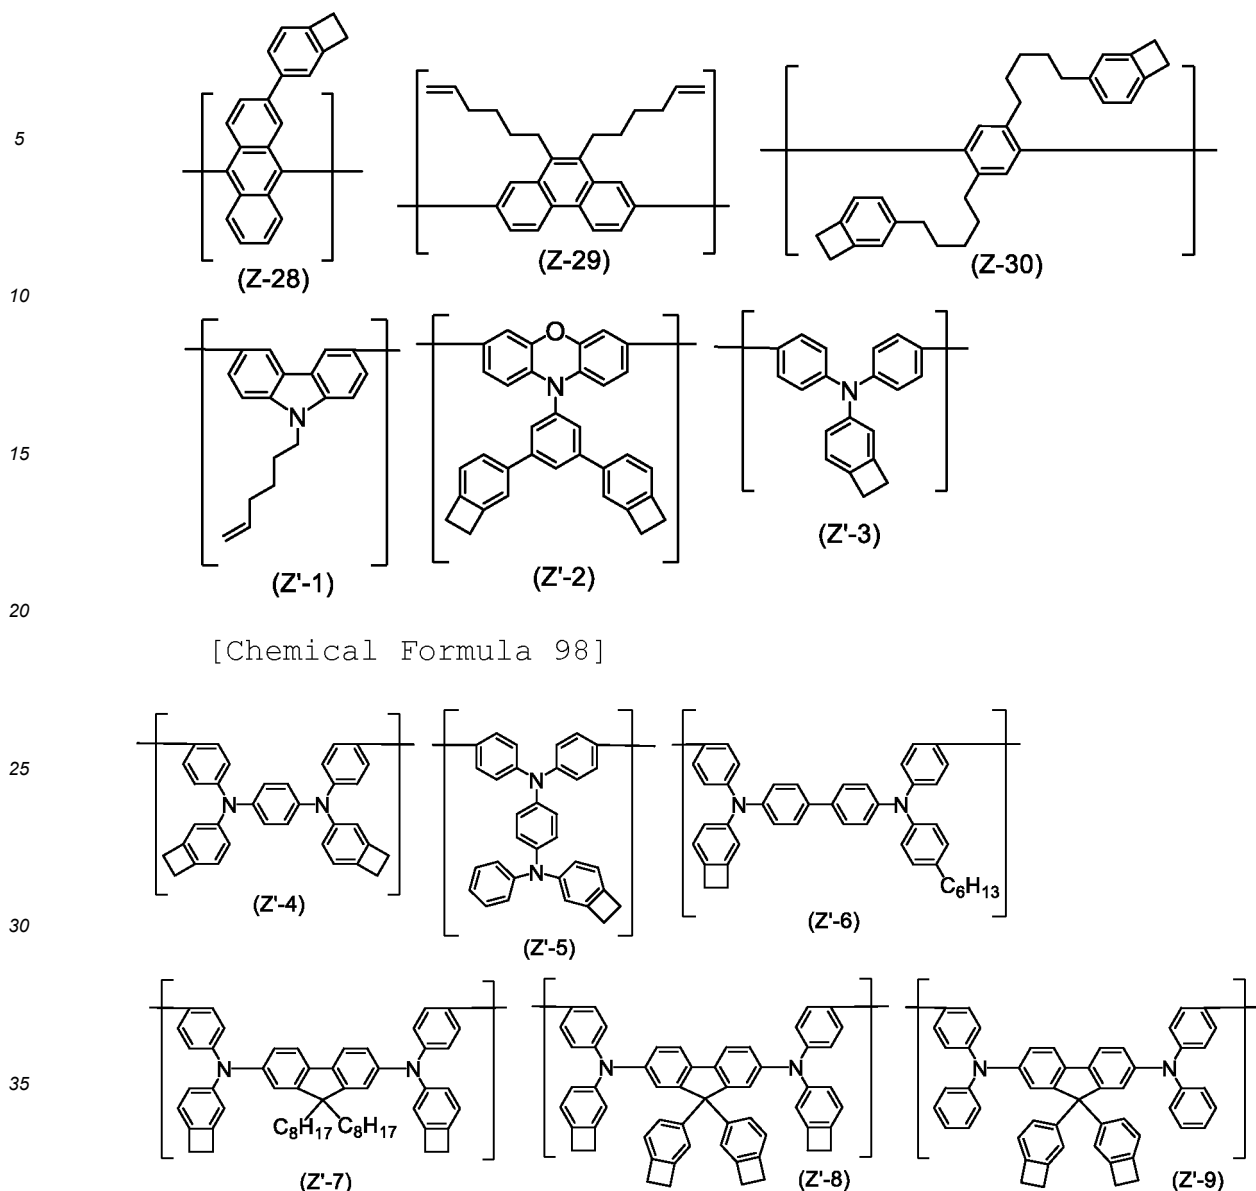 5
(Z-28)
(Z-29)
(Z-30)
10
O
N
N
N
15
(Z'-1)
(Z'-2)
(Z'-3)
20
[Chemical Formula 98]
25
N
N
N
N
N
N
C6H13
(Z'-4)
(Z'-5)
(Z'-6)
30
N
N
N
N
N
N
35
C8H17 C8H17
(Z'-7)
(Z'-8)
(Z'-9)